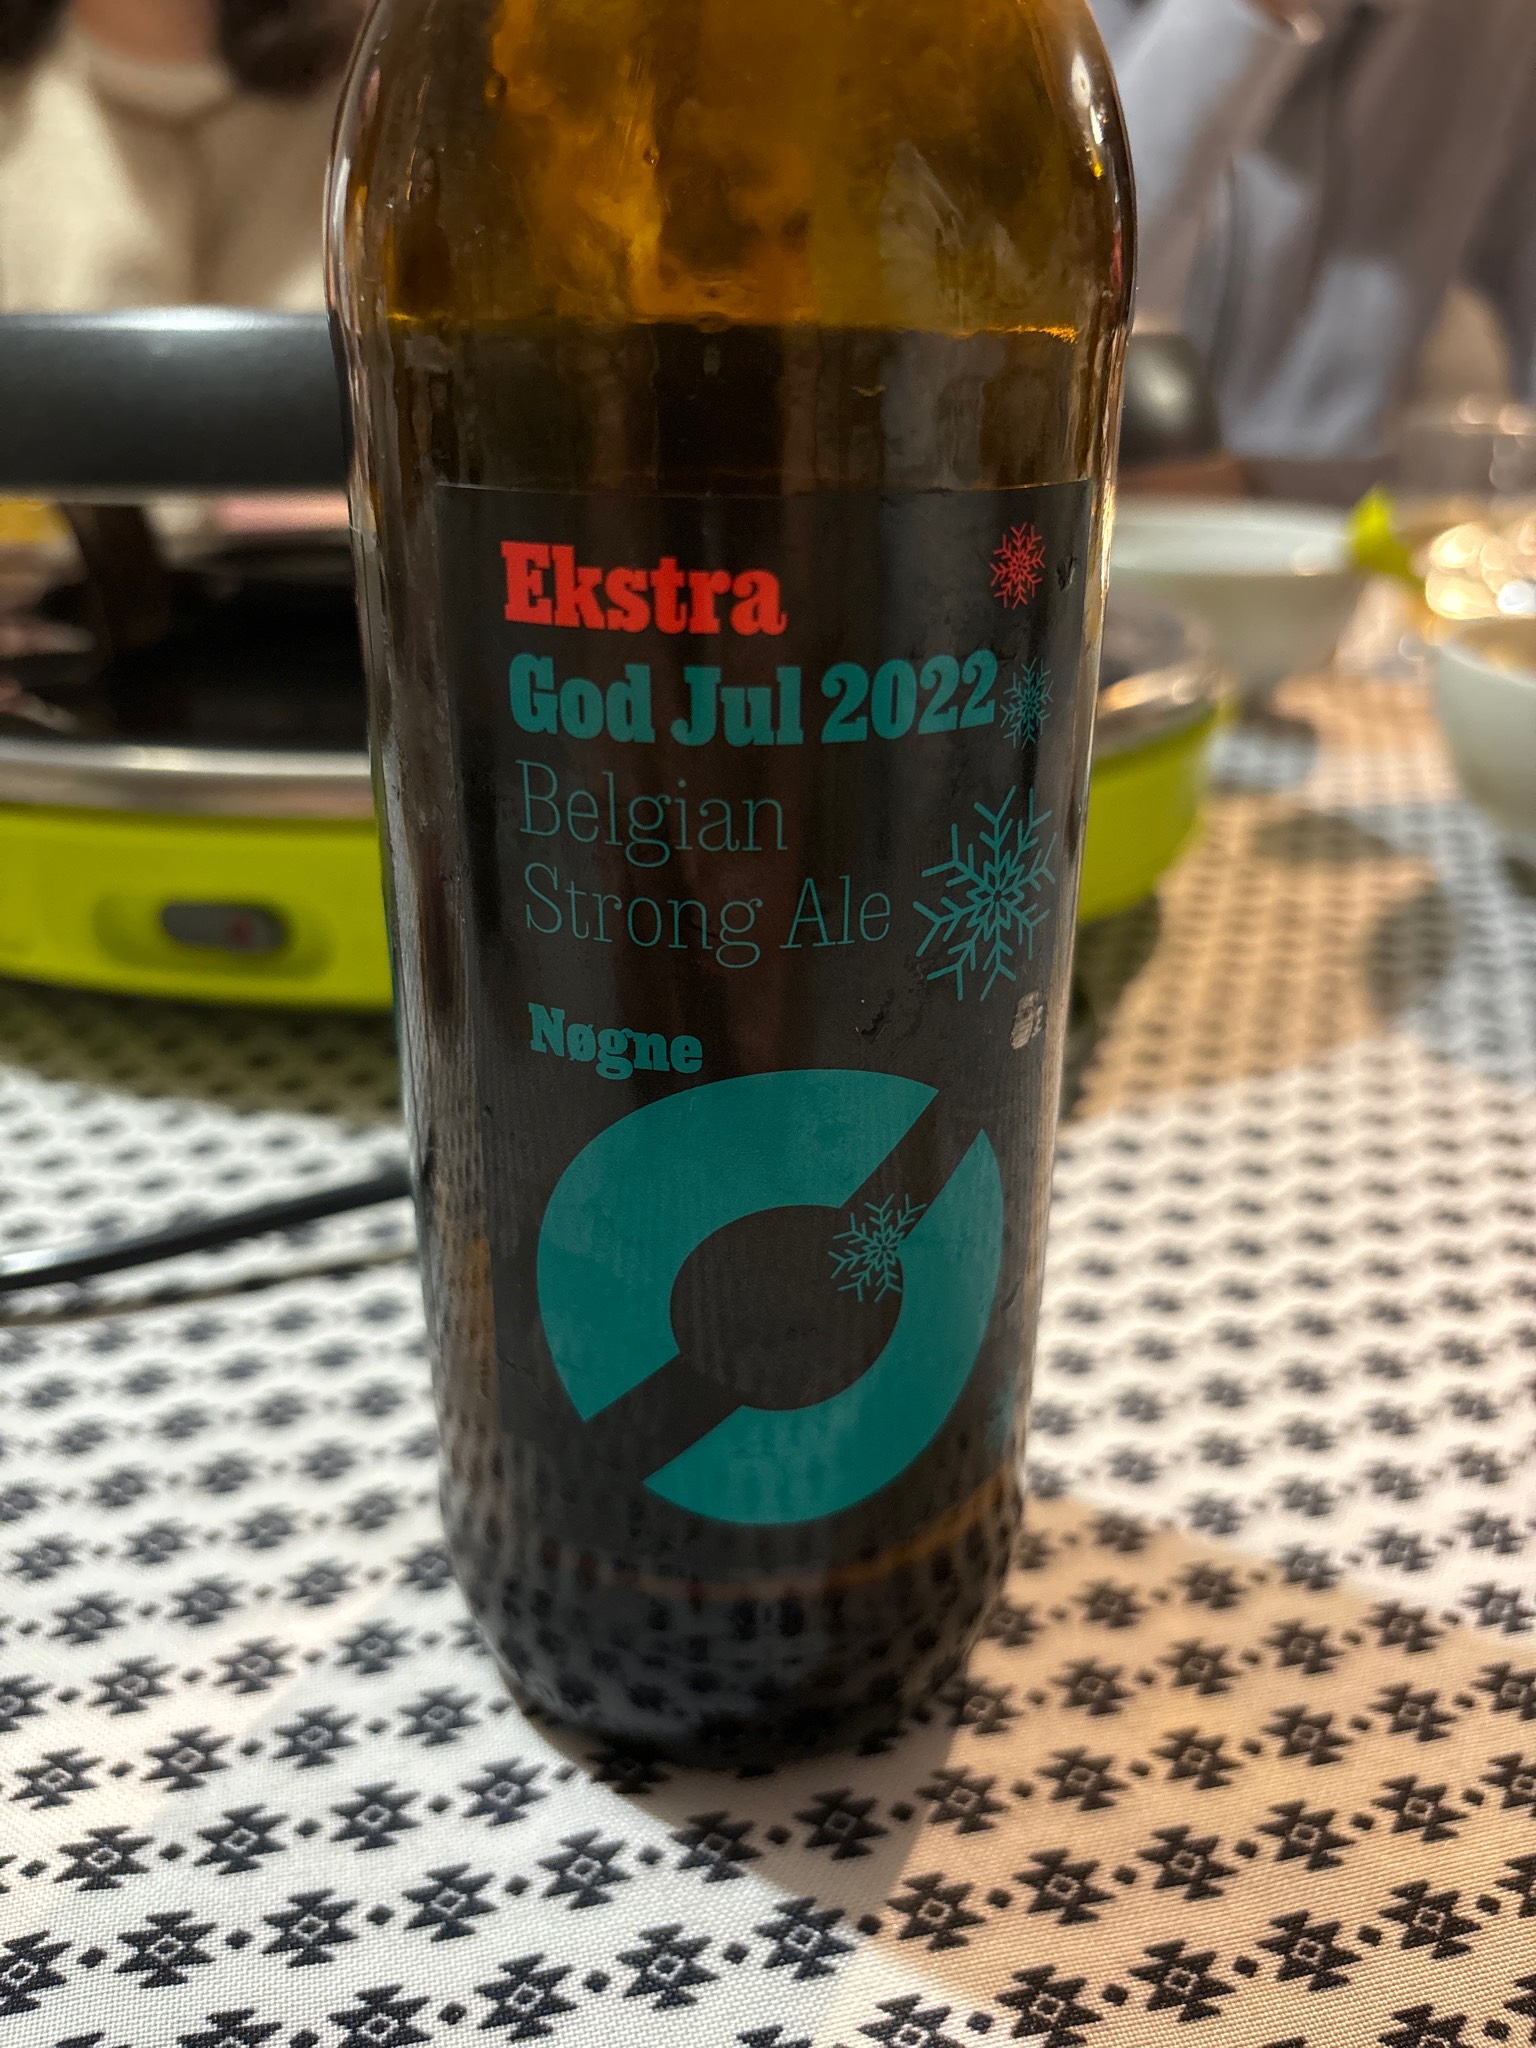 Ekstra
God Jul 2022
Belgian
Strong Ale
Nøgne
Ø